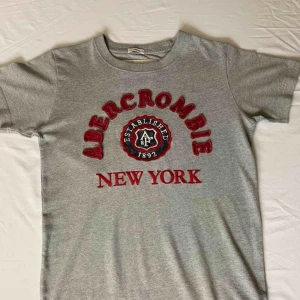 ABERCROMBIE
ESTABLISHED
A&F
1892
NEW YORK